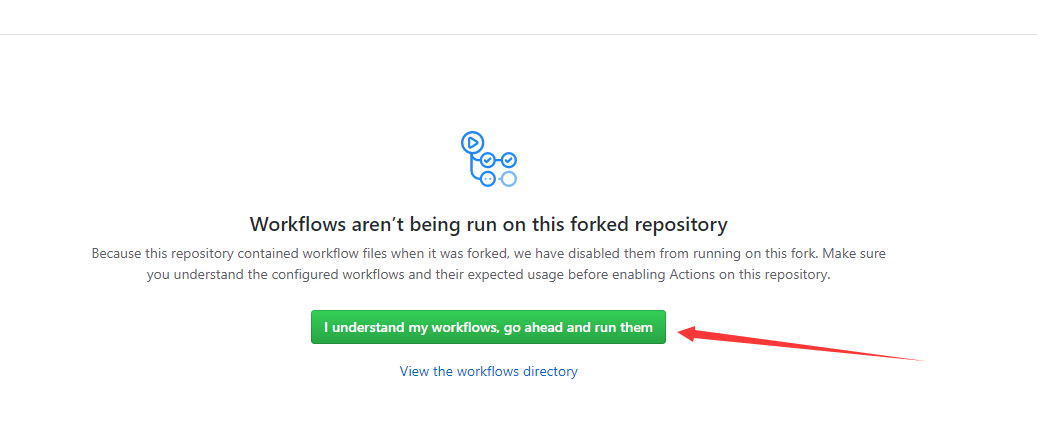 Workflows aren’t being run on this forked repository
Because this repository contained workflow files when it was forked, we have disabled them from running on this fork. Make sure
you understand the configured workflows and their expected usage before enabling Actions on this repository.
I understand my workflows, go ahead and run them
View the workflows directory